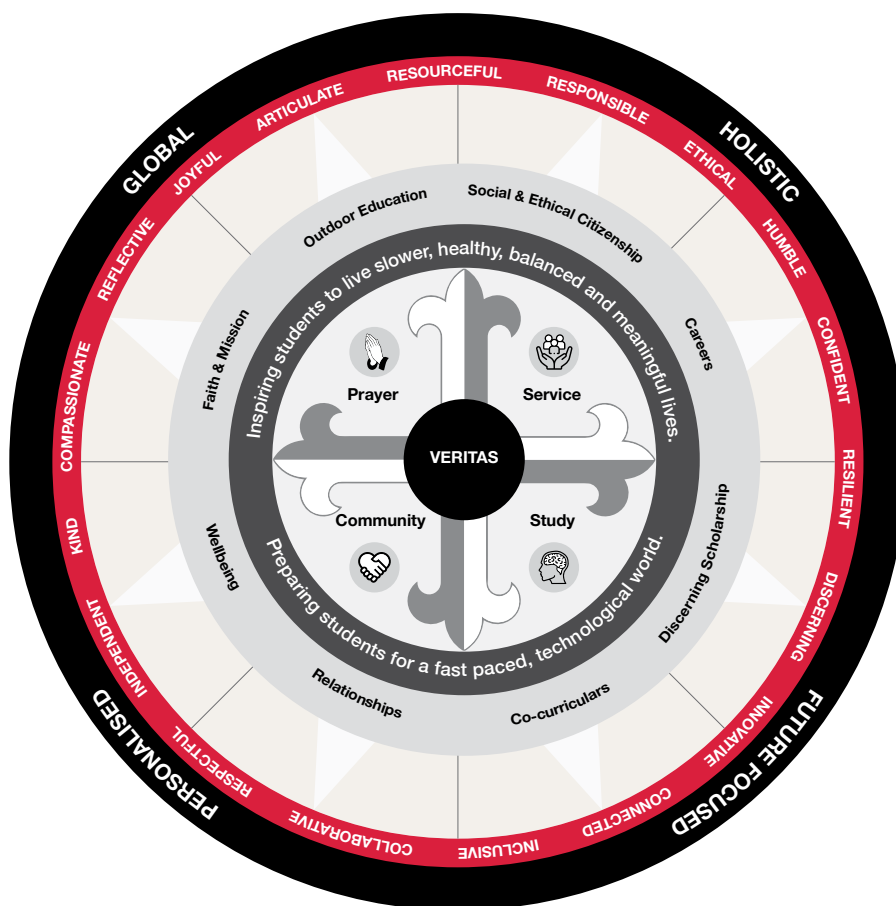 GLOBAL
HOLISTIC
FUTURE FOCUSED
PERSONALISED
RESOURCEFUL
RESPONSIBLE
ETHICAL
HUMBLE
CONFIDENT
RESILIENT
DISCERNING
INNOVATIVE
CONNECTED
INCLUSIVE
COLLABORATIVE
RESPECTFUL
INDEPENDENT
KIND
COMPASSIONATE
REFLECTIVE
JOYFUL
ARTICULATE
Outdoor Education
Social & Ethical Citizenship
Careers
Discerning Scholarship
Co-curriculars
Relationships
Wellbeing
Faith & Mission
Inspiring students to live slower, healthy, balanced and meaningful lives.
Preparing students for a fast paced, technological world.
Prayer
Service
VERITAS
Community
Study